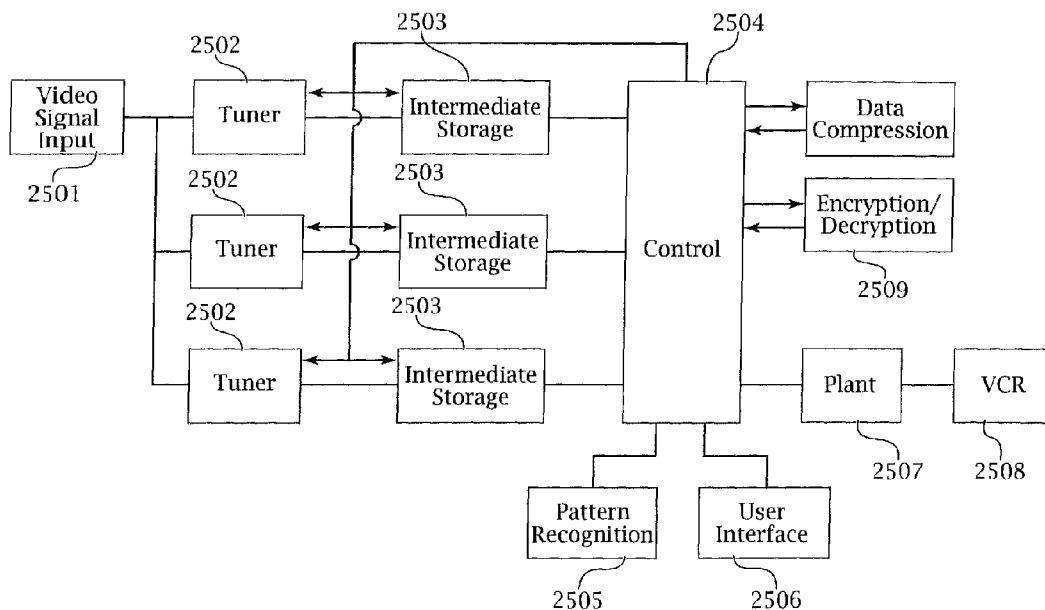 2503
2504
2502
Video
Signal
Input
2501
Tuner
Intermediate
Storage
Data
Compression
2502
2503
Tuner
Intermediate
Storage
Control
Encryption/
Decryption
2509
2502
2503
Tuner
Intermediate
Storage
Plant
VCR
2507
2508
Pattern
Recognition
User
Interface
2505
2506